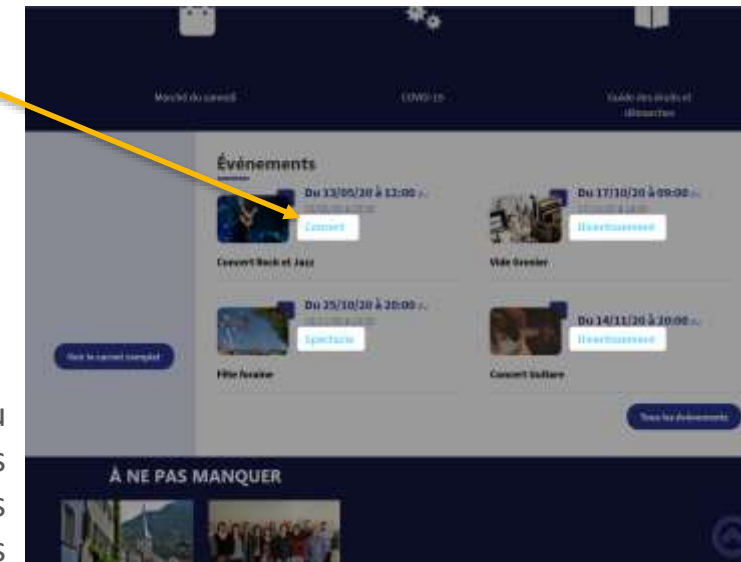 Marché du samedi
COVID-19
Guide des droits et
démarches
Événements
Du 13/05/20 à 12:00
Concert
Concert Rock et Jazz
Du 17/10/20 à 09:00
Divertissement
Vide Grenier
Du 25/10/20 à 20:00
Spectacle
Fête foraine
Du 14/11/20 à 20:00
Divertissement
Concert Guitare
Voir le carnet complet
Tous les événements
À NE PAS MANQUER
u
s
s
s